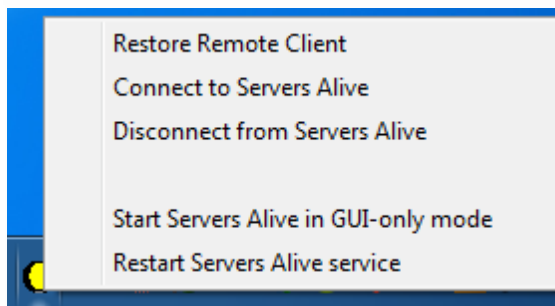 Restore Remote Client
Connect to Servers Alive
Disconnect from Servers Alive
Start Servers Alive in GUI-only mode
Restart Servers Alive service